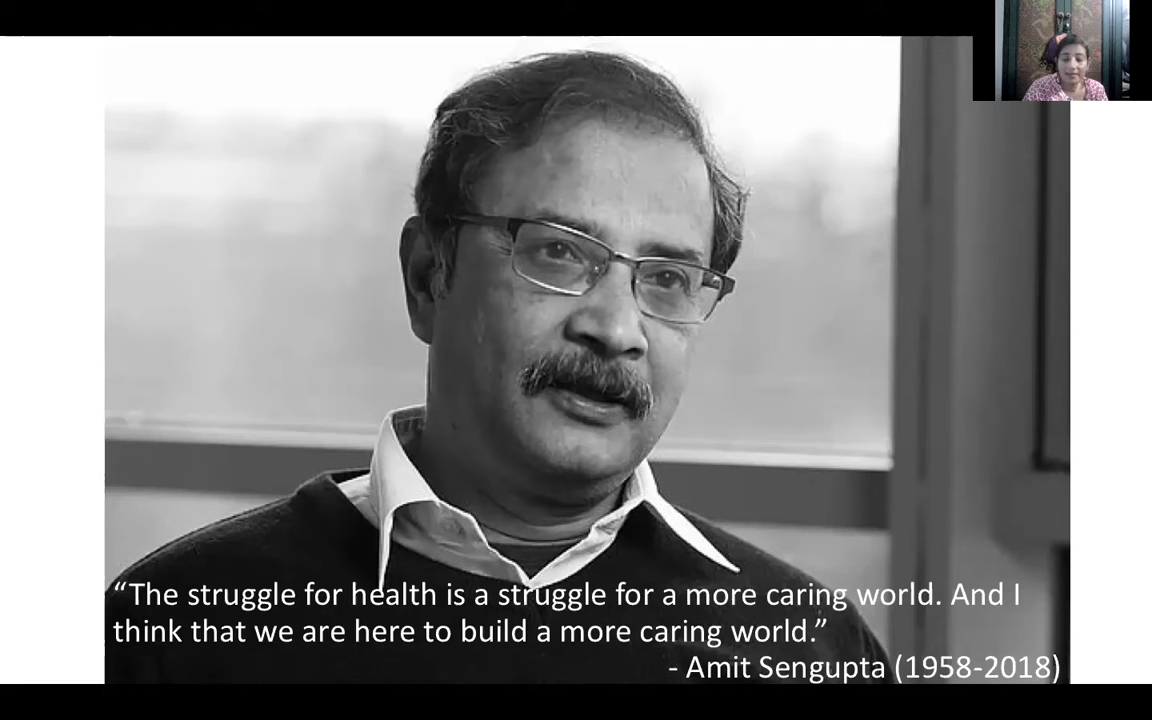 “The struggle for health is a struggle for a more caring world. And I
think that we are here to build a more caring world.”
- Amit Sengupta (1958-2018)